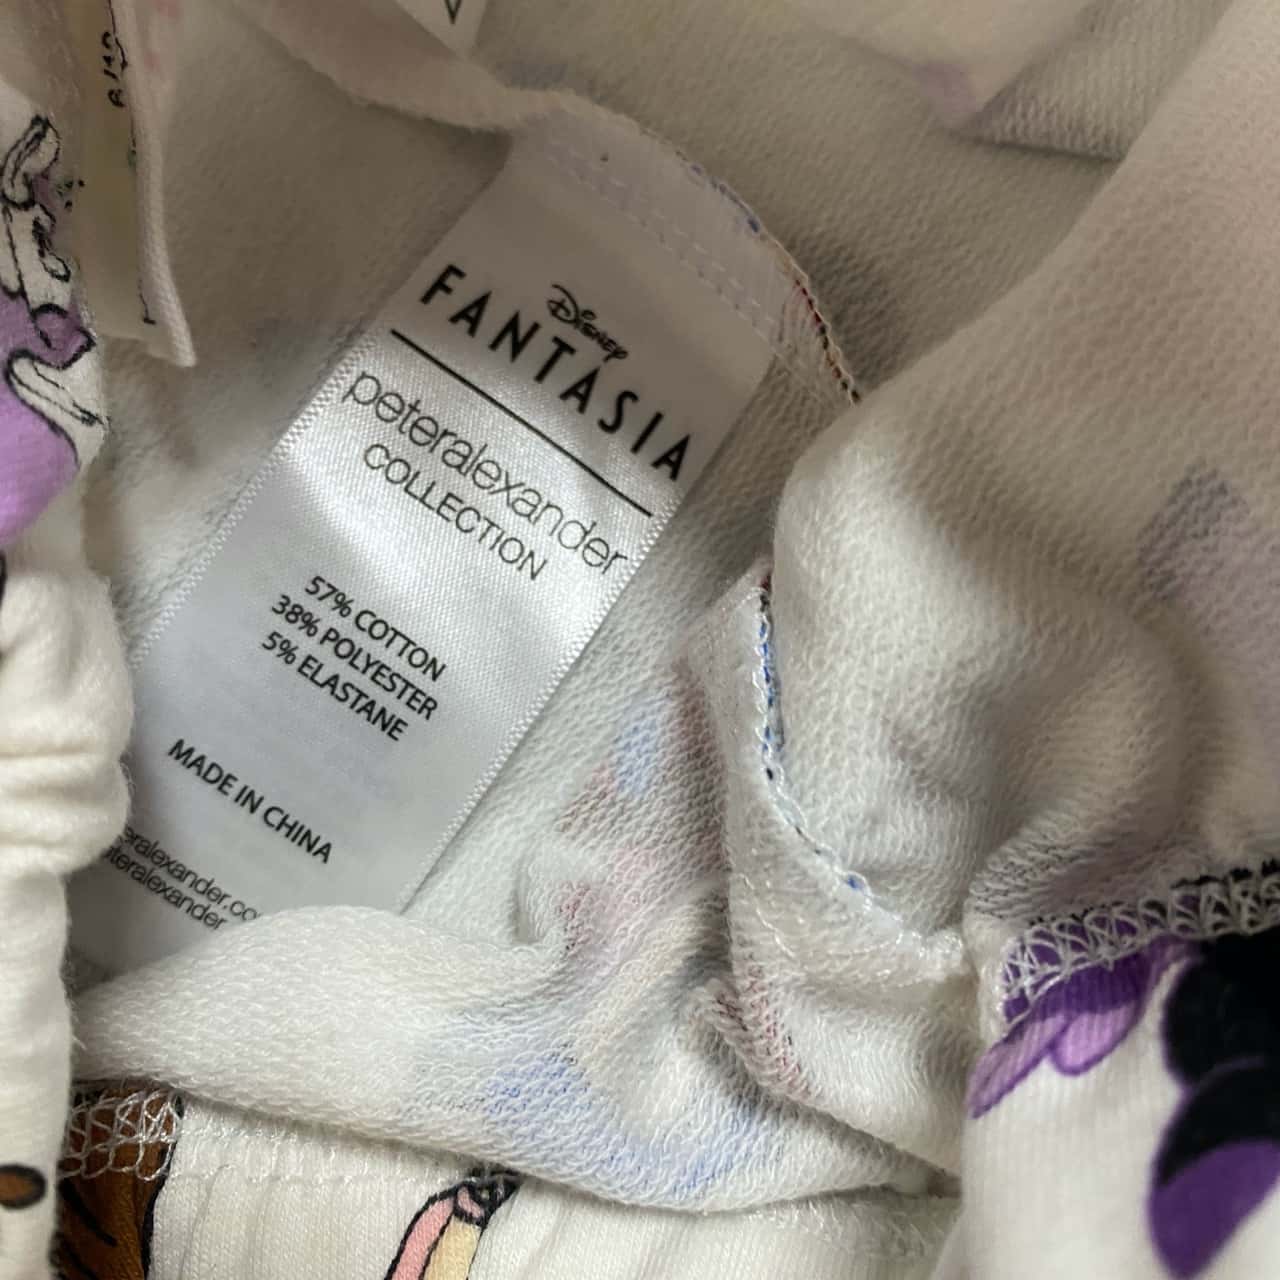 Disney
FANTASIA
peteralexander
COLLECTION
57% COTTON
38% POLYESTER
5% ELASTANE
MADE IN CHINA